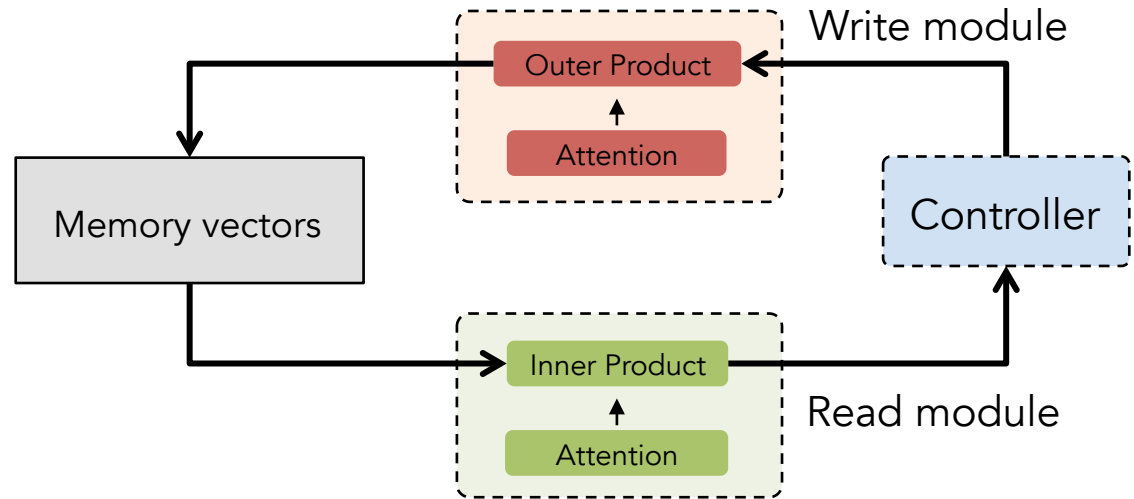 Write module
Outer Product
Attention
Memory vectors
Controller
Inner Product
Read module
Attention